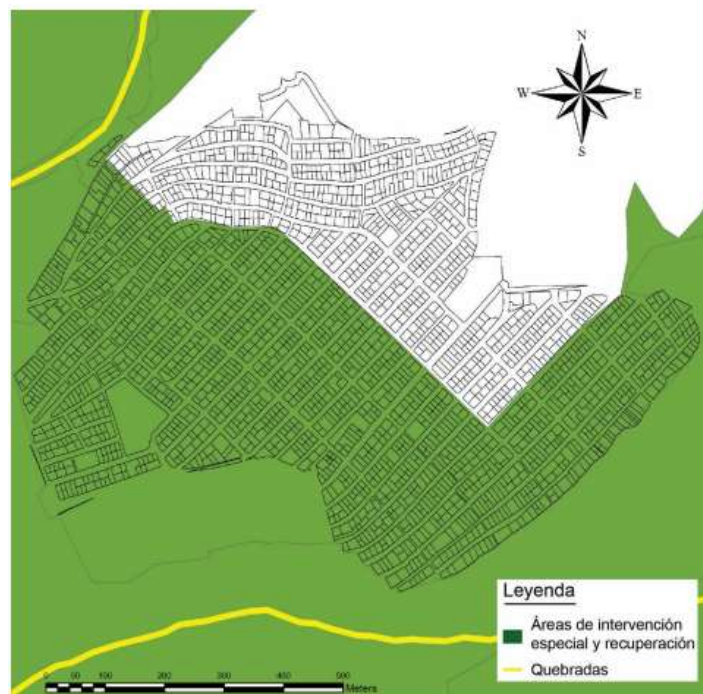 N
W E
S
Leyenda
Áreas de intervención
especial y recuperación
Quebradas
0 50 100 200 300 400 500
Meters